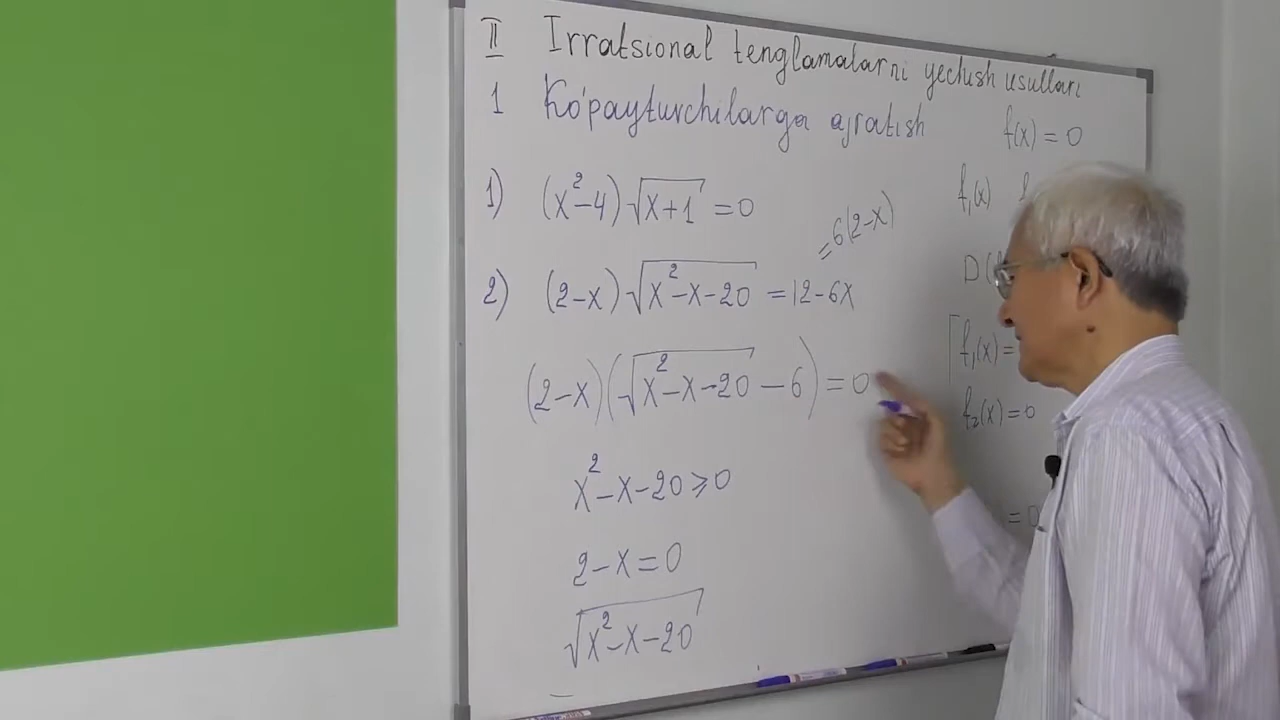 II Irratsional tenglamalarni yechish usullari
1 Ko'paytuvchilarga ajratish
f(x) = 0
1) (x²-4)√(x+1) = 0
f₁(x)
= 6(2-x)
2) (2-x)√(x²-x-20) = 12-6x
D(
f₁(x) =
(2-x)(√(x²-x-20) - 6) = 0
f₂(x) = 0
x²-x-20 ⩾ 0
= 0
2-x = 0
√(x²-x-20)